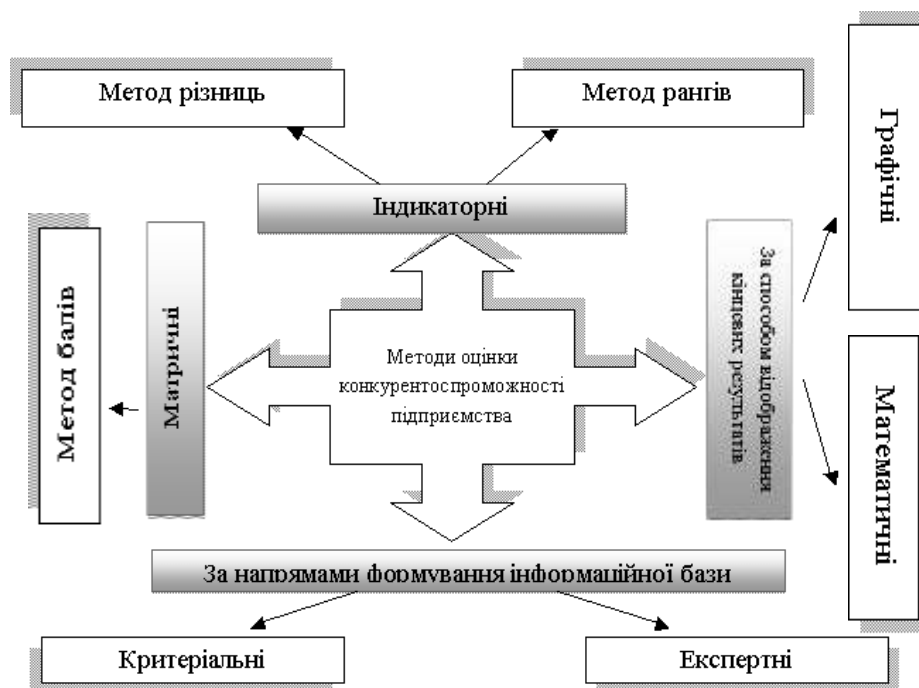 Метод різниць
Метод рангів
Графічні
Індикаторні
Метод балів
Матричні
Методи оцінки
конкурентоспроможності
підприємства
За способом відображення
кінцевих результатів
Математичні
За напрямами формування інформаційної бази
Критеріальні
Експертні